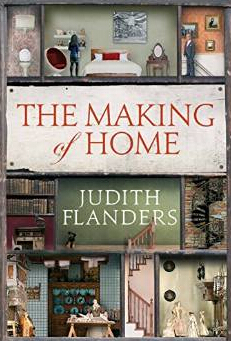 THE MAKING
of HOME
JUDITH
FLANDERS